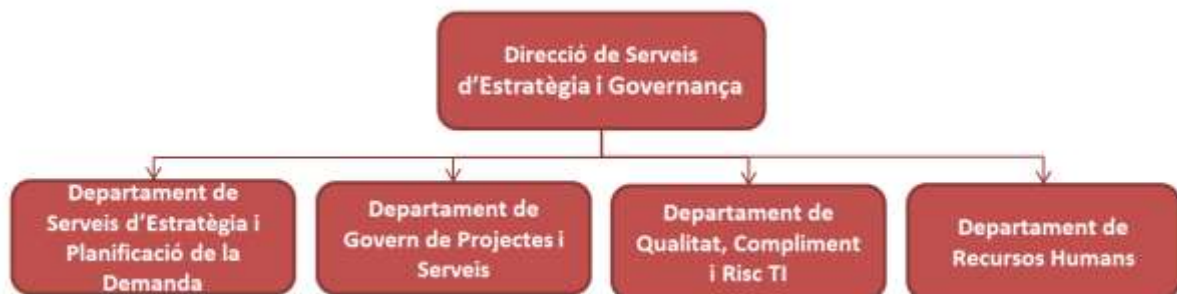 Direcció de Serveis
d’Estratègia i Governança
Departament de
Serveis d’Estratègia i
Planificació de la
Demanda
Departament de
Govern de Projectes i
Serveis
Departament de
Qualitat, Compliment
i Risc TI
Departament de
Recursos Humans